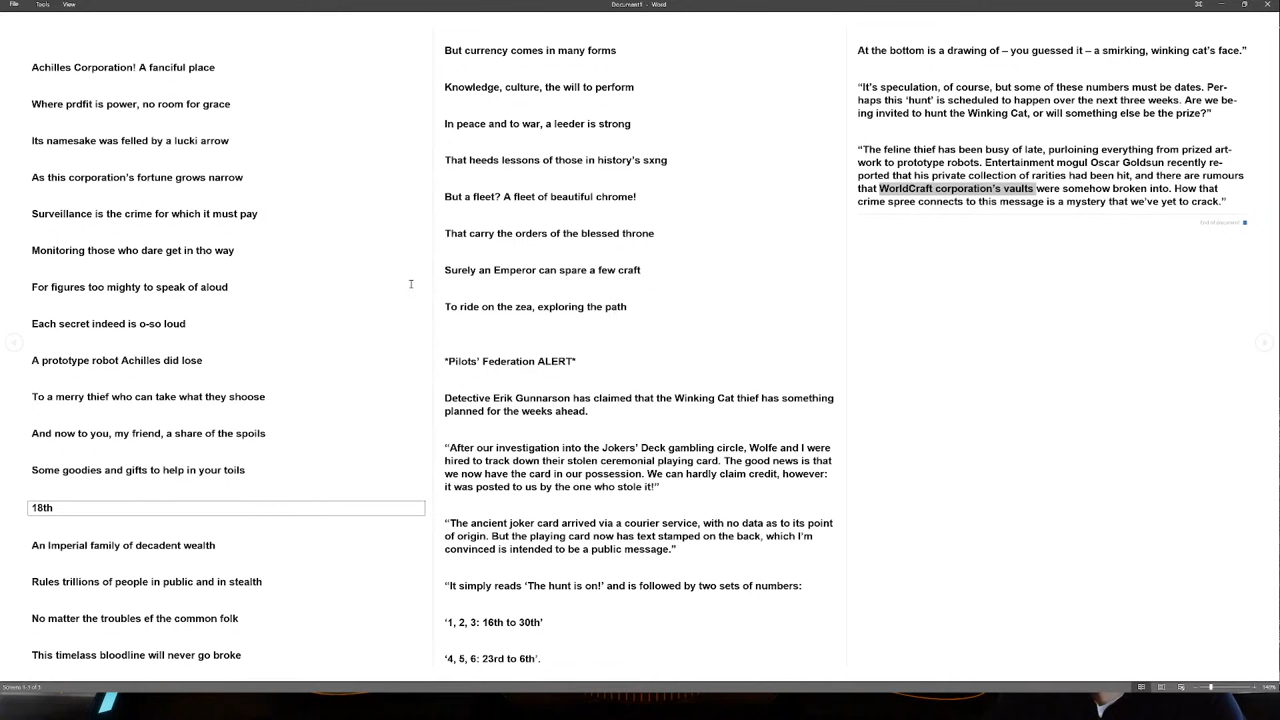 File Tools View Document1 - Word
Achilles Corporation! A fanciful place
Where prdfit is power, no room for grace
Its namesake was felled by a lucki arrow
As this corporation's fortune grows narrow
Surveillance is the crime for which it must pay
Monitoring those who dare get in tho way
For figures too mighty to speak of aloud
Each secret indeed is o-so loud
A prototype robot Achilles did lose
To a merry thief who can take what they choose
And now to you, my friend, a share of the spoils
Some goodies and gifts to help in your toils
18th
An Imperial family of decadent wealth
Rules trillions of people in public and in stealth
No matter the troubles ef the common folk
This timeless bloodline will never go broke
But currency comes in many forms
Knowledge, culture, the will to perform
In peace and to war, a leeder is strong
That heeds lessons of those in history's sxng
But a fleet? A fleet of beautiful chrome!
That carry the orders of the blessed throne
Surely an Emperor can spare a few craft
To ride on the zea, exploring the path
*Pilots' Federation ALERT*
Detective Erik Gunnarson has claimed that the Winking Cat thief has something
planned for the weeks ahead.
“After our investigation into the Jokers' Deck gambling circle, Wolfe and I were
hired to track down their stolen ceremonial playing card. The good news is that
we now have the card in our possession. We can hardly claim credit, however:
it was posted to us by the one who stole it!”
“The ancient joker card arrived via a courier service, with no data as to its point
of origin. But the playing card now has text stamped on the back, which I'm
convinced is intended to be a public message.”
“It simply reads ‘The hunt is on!’ and is followed by two sets of numbers:
‘1, 2, 3: 16th to 30th’
‘4, 5, 6: 23rd to 6th’.
At the bottom is a drawing of – you guessed it – a smirking, winking cat's face.”
“It's speculation, of course, but some of these numbers must be dates. Per-
haps this ‘hunt’ is scheduled to happen over the next three weeks. Are we be-
ing invited to hunt the Winking Cat, or will something else be the prize?”
“The feline thief has been busy of late, purloining everything from prized art-
work to prototype robots. Entertainment mogul Oscar Goldsun recently re-
ported that his private collection of rarities had been hit, and there are rumours
that WorldCraft corporation's vaults were somehow broken into. How that
crime spree connects to this message is a mystery that we've yet to crack.”
End of document